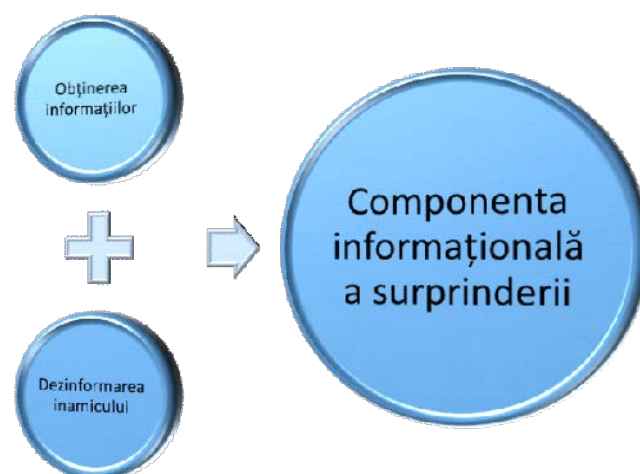 Obținerea
informațiilor
Dezinformarea
inamicului
Componenta
informațională
a surprinderii